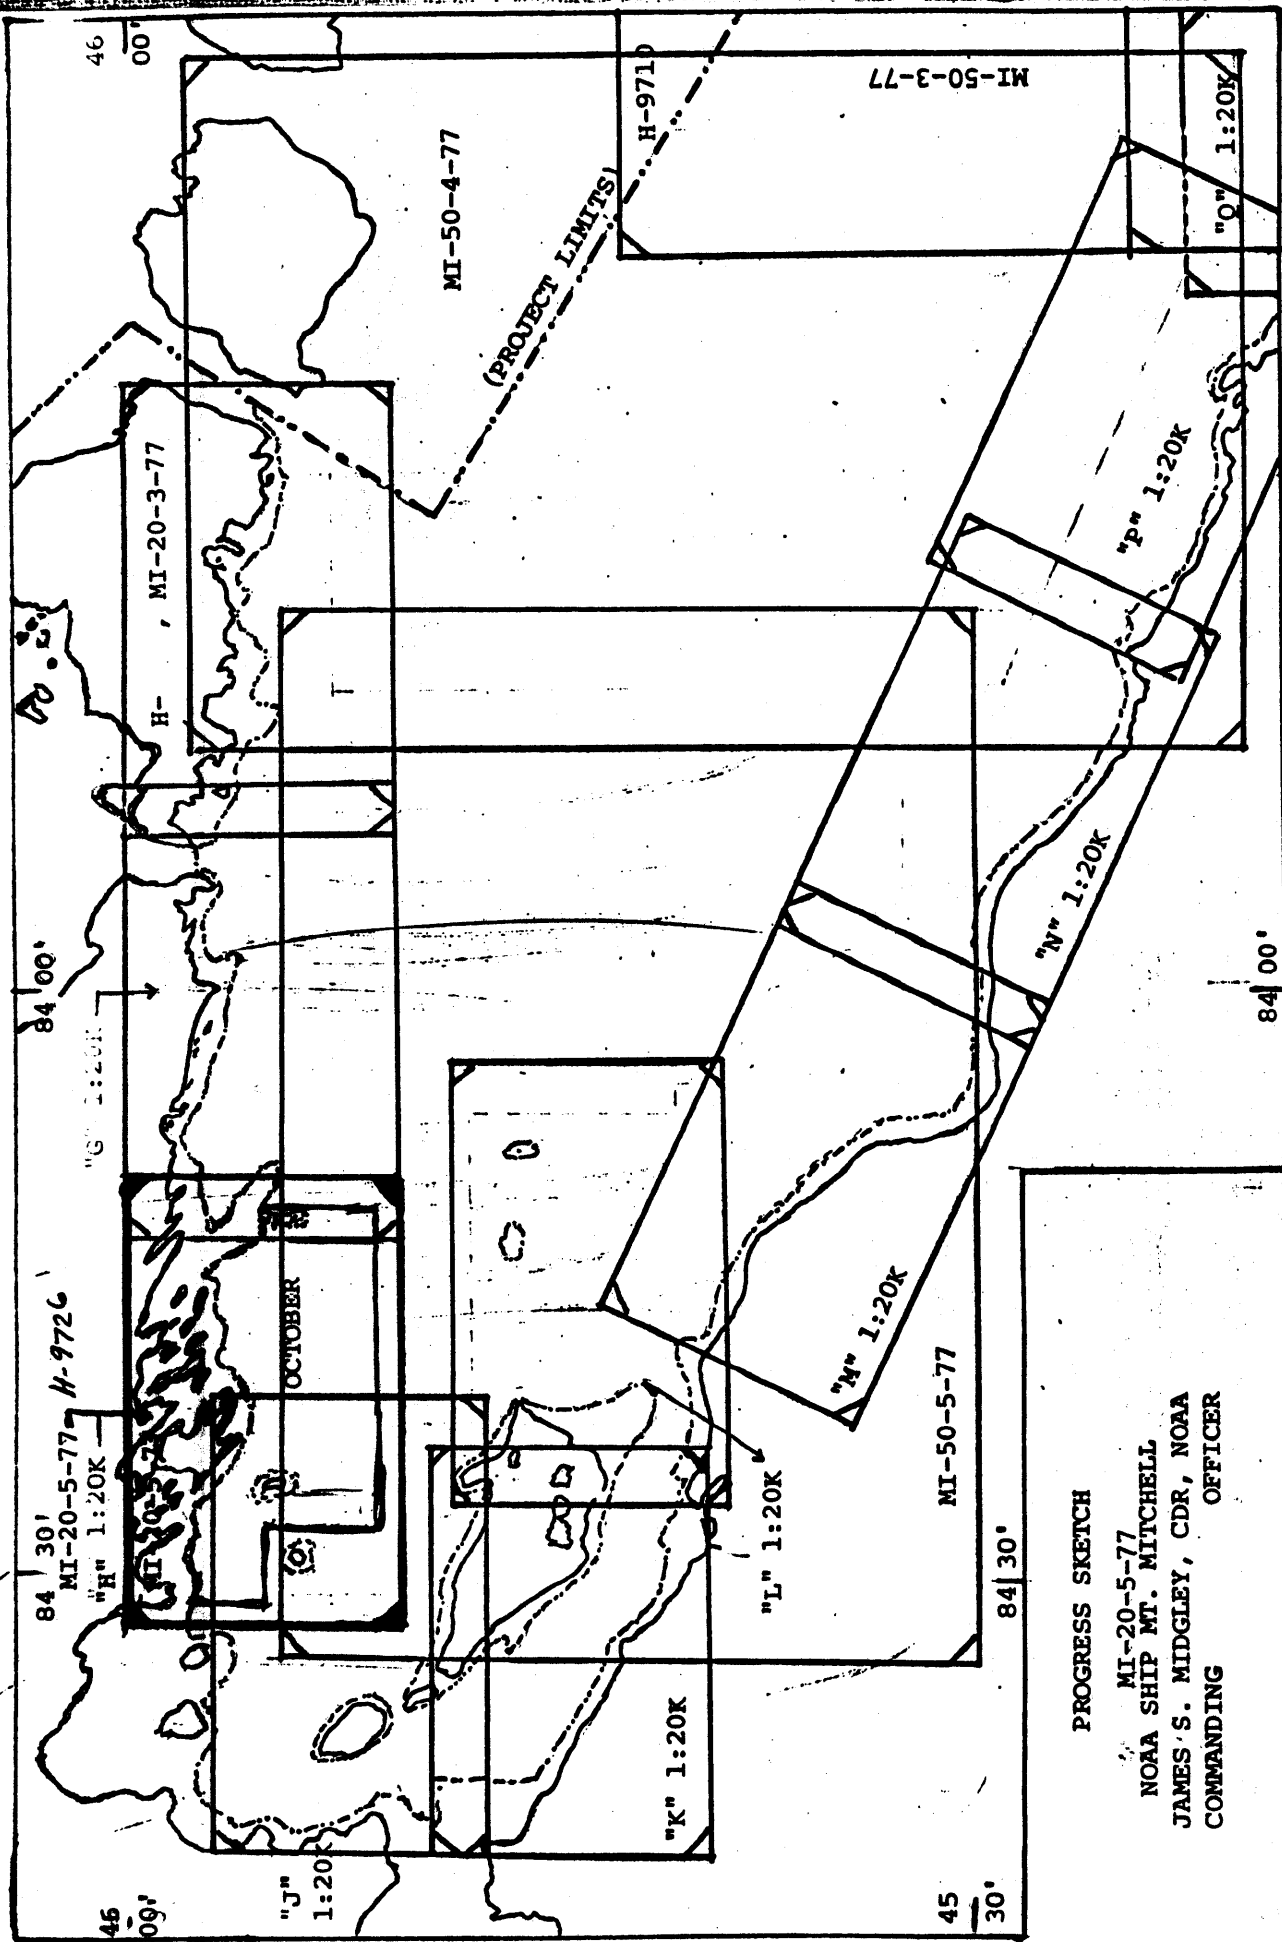 84 30'
MI-20-5-77 H-9726
"H" 1:20K
"G" 1:20K
84 00'
46
00'
46
00'
H- , MI-20-3-77
MI-50-4-77
H-9710
MI-50-3-77
(PROJECT LIMITS)
OCTOBER
"J"
1:20K
"K" 1:20K
"L" 1:20K
"M" 1:20K
"N" 1:20K
"P" 1:20K
"Q" 1:20K
MI-50-5-77
45
30'
84 30'
84 00'
PROGRESS SKETCH
MI-20-5-77
NOAA SHIP MT. MITCHELL
JAMES S. MIDGLEY, CDR, NOAA
COMMANDING OFFICER